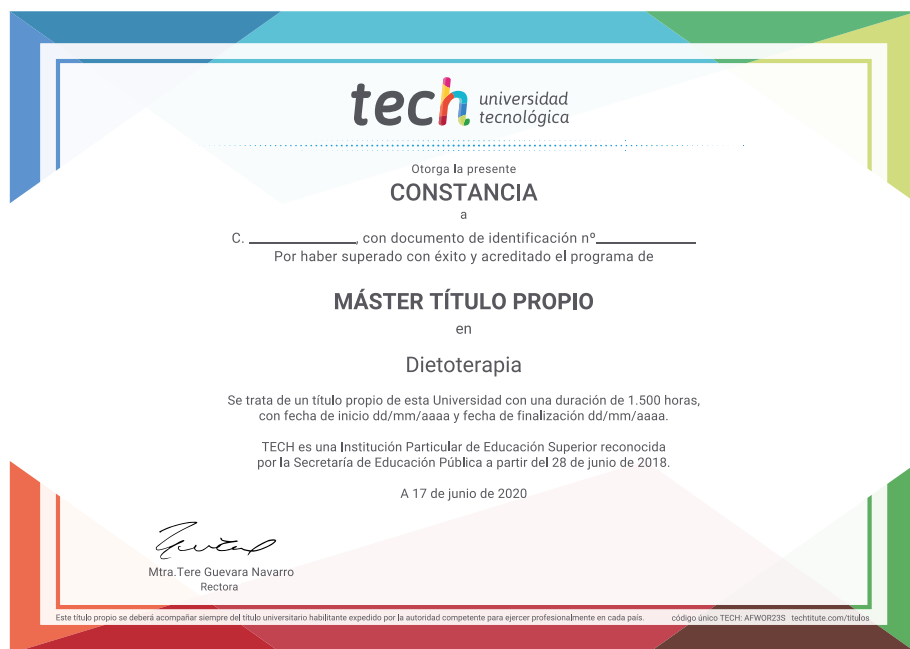 tech universidad
tecnológica
Otorga la presente
CONSTANCIA
a
C. ____________, con documento de identificación nº____________
Por haber superado con éxito y acreditado el programa de
MÁSTER TÍTULO PROPIO
en
Dietoterapia
Se trata de un título propio de esta Universidad con una duración de 1.500 horas,
con fecha de inicio dd/mm/aaaa y fecha de finalización dd/mm/aaaa.
TECH es una Institución Particular de Educación Superior reconocida
por la Secretaría de Educación Pública a partir del 28 de junio de 2018.
A 17 de junio de 2020
Mtra.Tere Guevara Navarro
Rectora
Este título propio se deberá acompañar siempre del título universitario habilitante expedido por la autoridad competente para ejercer profesionalmente en cada país. código único TECH: AFWOR23S techtitute.com/titulos